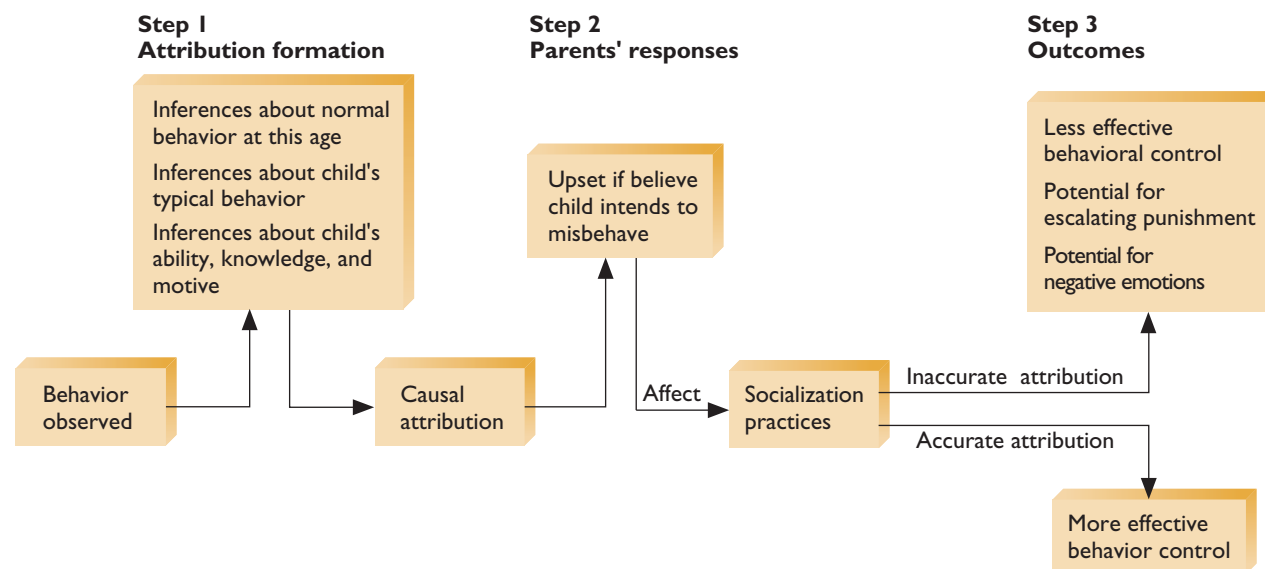 Step 1
Attribution formation
Step 2
Parents' responses
Step 3
Outcomes
Inferences about normal
behavior at this age
Inferences about child's
typical behavior
Inferences about child's
ability, knowledge, and
motive
Upset if believe
child intends to
misbehave
Less effective
behavioral control
Potential for
escalating punishment
Potential for
negative emotions
Behavior
observed
Causal
attribution
Affect
Socialization
practices
Inaccurate attribution
Accurate attribution
More effective
behavior control